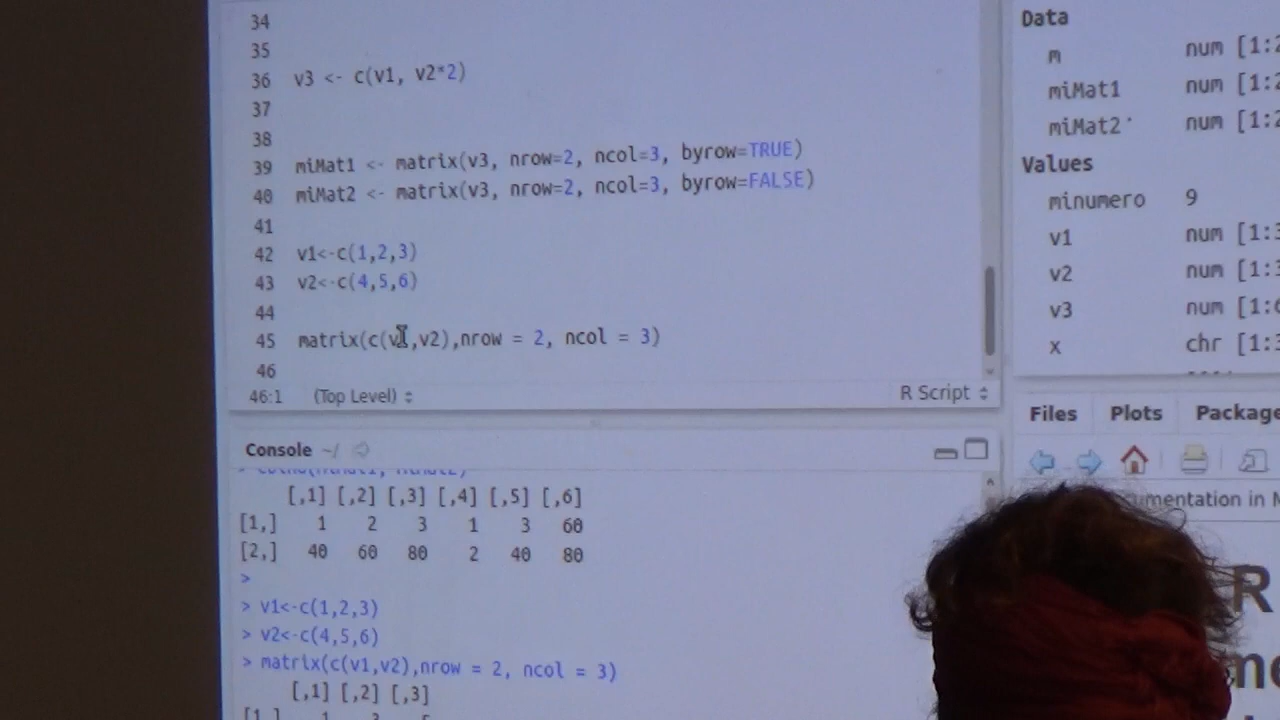 34
35
36 v3 <- c(v1, v2*2)
37
38
39 miMat1 <- matrix(v3, nrow=2, ncol=3, byrow=TRUE)
40 miMat2 <- matrix(v3, nrow=2, ncol=3, byrow=FALSE)
41
42 v1<-c(1,2,3)
43 v2<-c(4,5,6)
44
45 matrix(c(v1,v2),nrow = 2, ncol = 3)
46
46:1 (Top Level) R Script
Console ~/
[,1] [,2] [,3] [,4] [,5] [,6]
[1,] 1 2 3 1 3 60
[2,] 40 60 80 2 40 80
>
> v1<-c(1,2,3)
> v2<-c(4,5,6)
> matrix(c(v1,v2),nrow = 2, ncol = 3)
[,1] [,2] [,3]
Data
m num [1:2
miMat1 num [1:2
miMat2 num [1:2
Values
minumero 9
v1 num [1:3
v2 num [1:3
v3 num [1:
x chr [1:3
Files Plots Package
umentation in
R